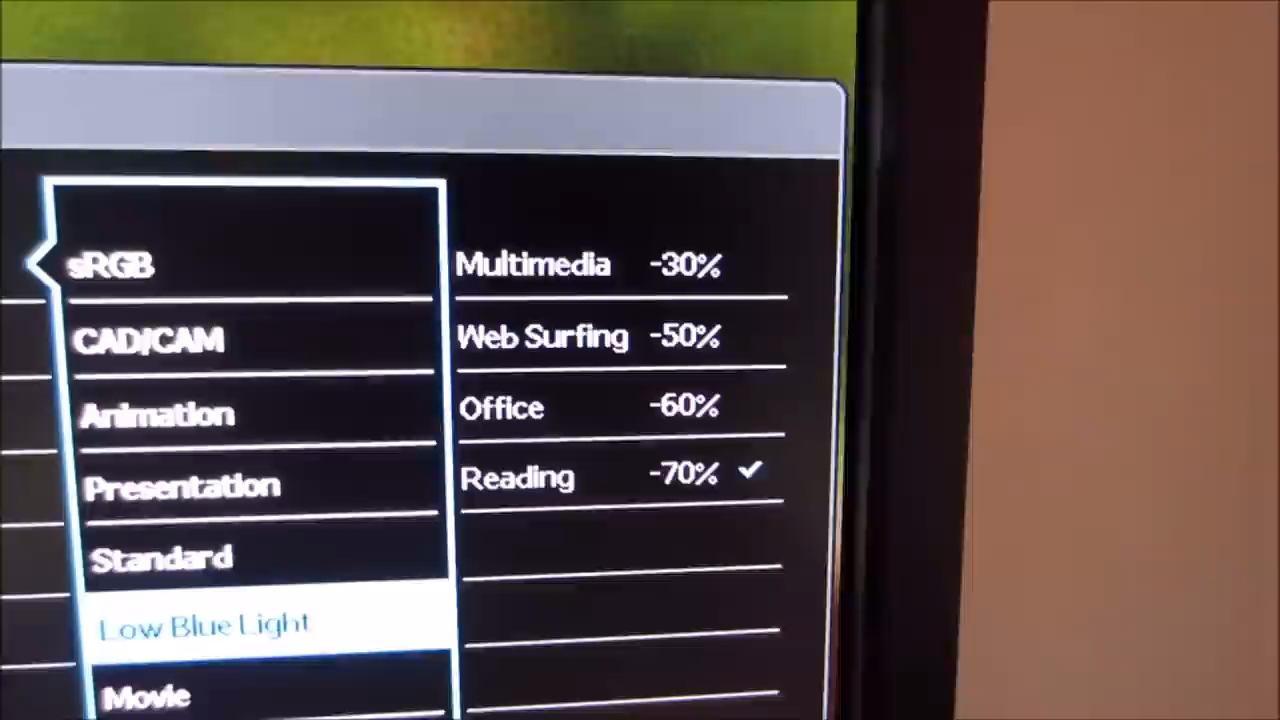 sRGB
CAD/CAM
Animation
Presentation
Standard
Low Blue Light
Movie
Multimedia -30%
Web Surfing -50%
Office -60%
Reading -70% ✓